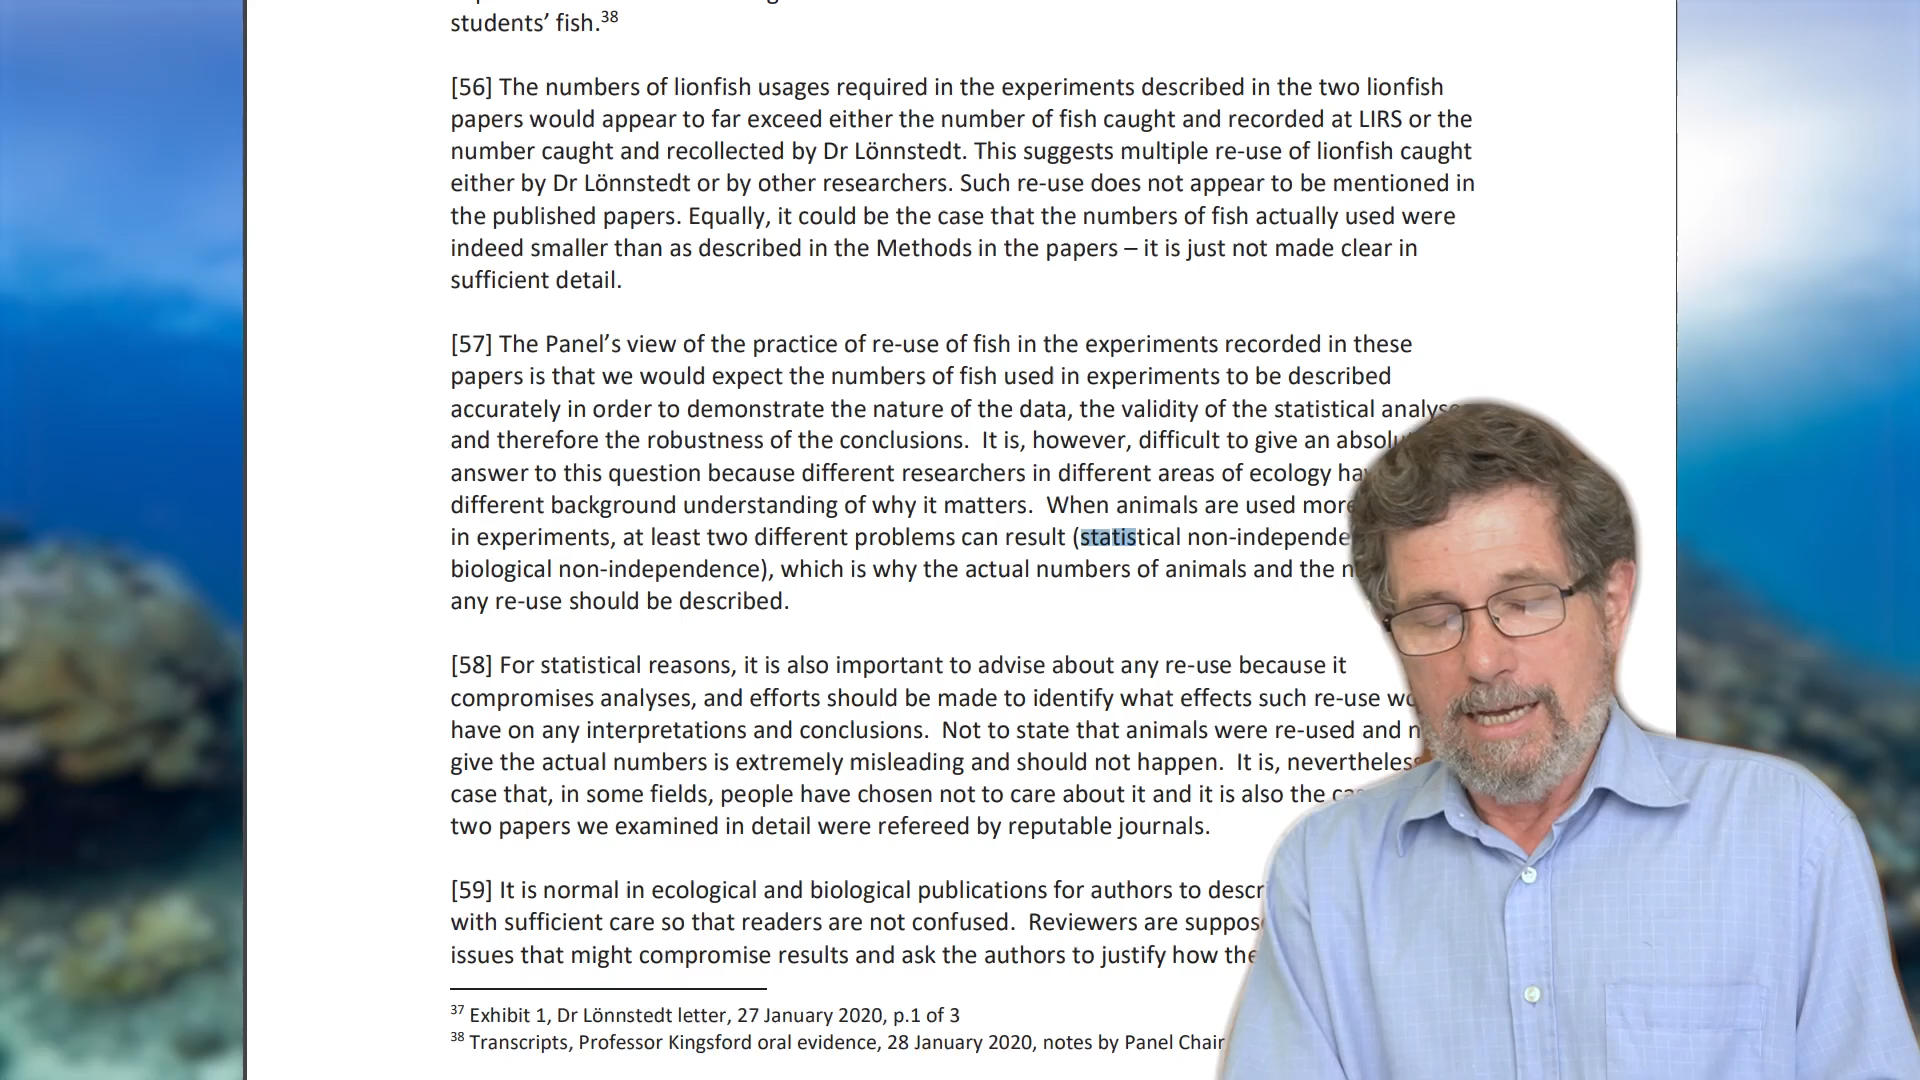 students’ fish.38
[56] The numbers of lionfish usages required in the experiments described in the two lionfish
papers would appear to far exceed either the number of fish caught and recorded at LIRS or the
number caught and recollected by Dr Lönnstedt. This suggests multiple re-use of lionfish caught
either by Dr Lönnstedt or by other researchers. Such re-use does not appear to be mentioned in
the published papers. Equally, it could be the case that the numbers of fish actually used were
indeed smaller than as described in the Methods in the papers – it is just not made clear in
sufficient detail.
[57] The Panel’s view of the practice of re-use of fish in the experiments recorded in these
papers is that we would expect the numbers of fish used in experiments to be described
accurately in order to demonstrate the nature of the data, the validity of the statistical
and therefore the robustness of the conclusions. It is, however, difficult to give an
answer to this question because different researchers in different areas of ecology
different background understanding of why it matters. When animals are used more
in experiments, at least two different problems can result (statistical
biological non-independence), which is why the actual numbers of animals and the
any re-use should be described.
[58] For statistical reasons, it is also important to advise about any re-use because it
compromises analyses, and efforts should be made to identify what effects such re-use
have on any interpretations and conclusions. Not to state that animals were re-used and
give the actual numbers is extremely misleading and should not happen. It is, nevertheless
case that, in some fields, people have chosen not to care about it and it is also the
two papers we examined in detail were refereed by reputable journals.
[59] It is normal in ecological and biological publications for authors to
with sufficient care so that readers are not confused. Reviewers are
issues that might compromise results and ask the authors to justify how
37 Exhibit 1, Dr Lönnstedt letter, 27 January 2020, p.1 of 3
38 Transcripts, Professor Kingsford oral evidence, 28 January 2020, notes by Panel Chair